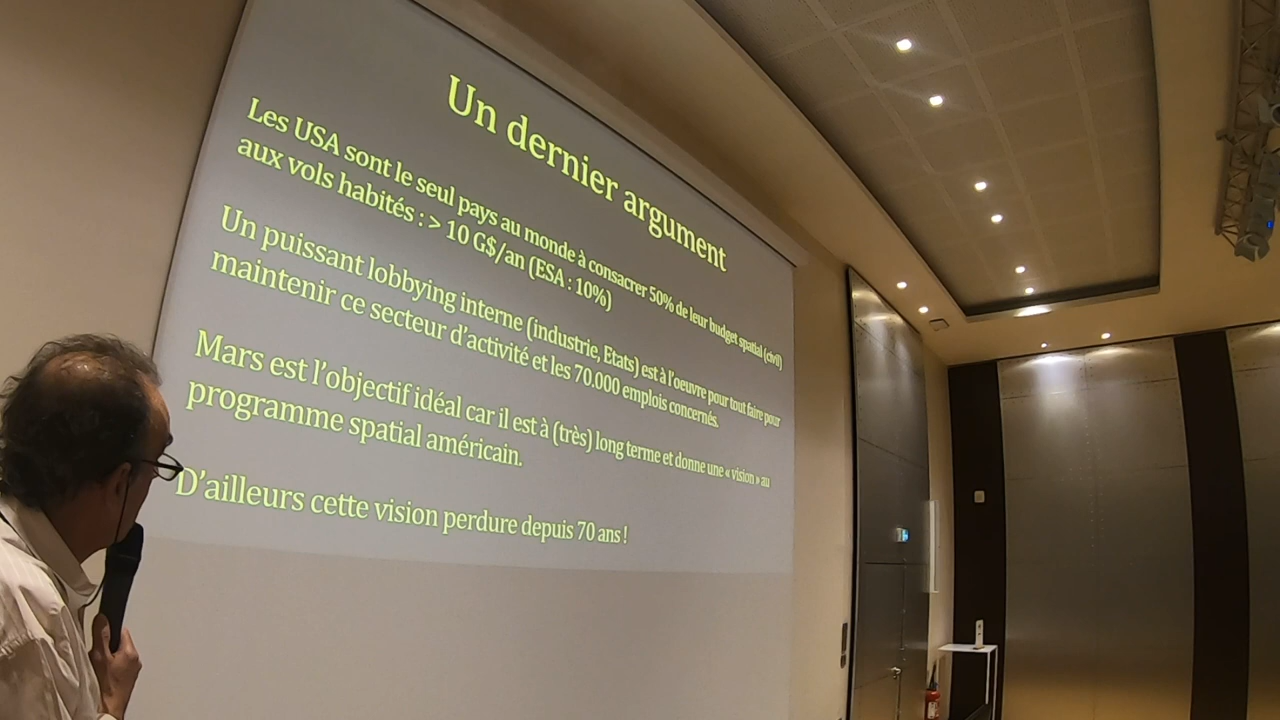 Un dernier argument
Les USA sont le seul pays au monde à consacrer 50% de leur budget spatial (civil)
aux vols habités : > 10 G$/an (ESA : 10%)
Un puissant lobbying interne (industrie, Etats) est à l'oeuvre pour tout faire pour
maintenir ce secteur d'activité et les 70.000 emplois concernés.
Mars est l'objectif idéal car il est à (très) long terme et donne une « vision » au
programme spatial américain.
D'ailleurs cette vision perdure depuis 70 ans !